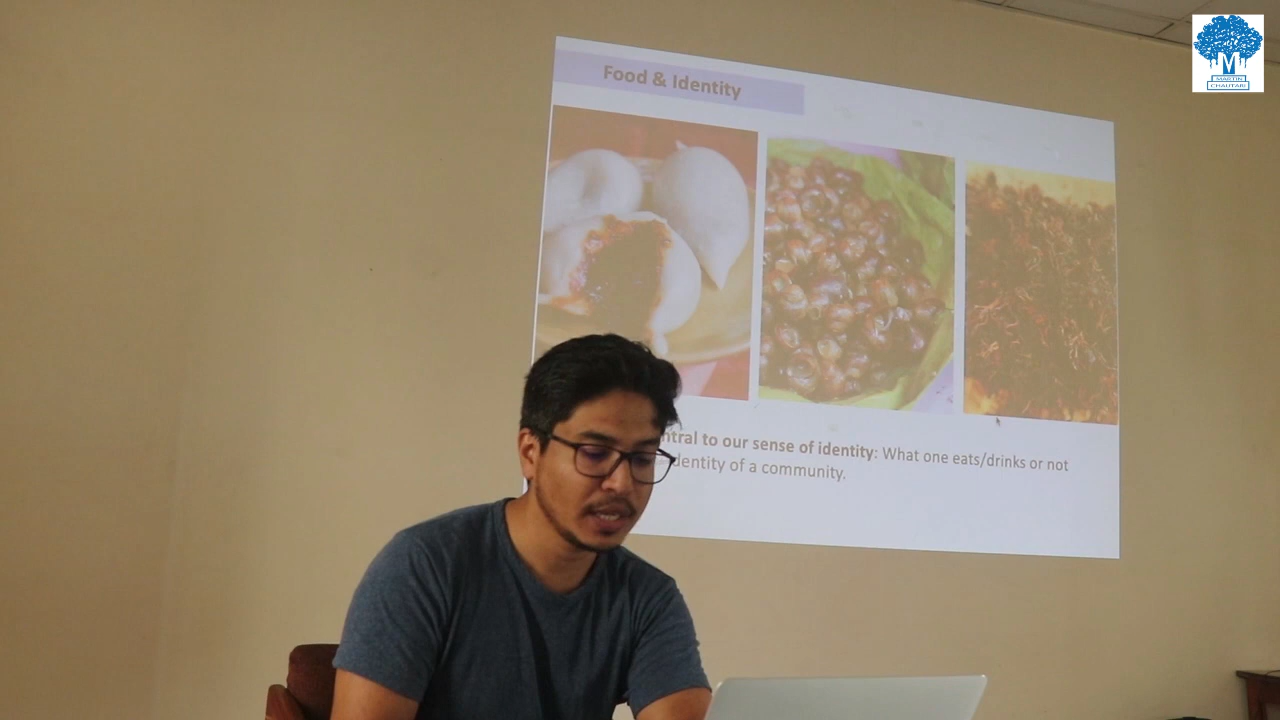 Food & Identity
ntral to our sense of identity: What one eats/drinks or not
dentity of a community.
M
MARTIN
CHAUTARI